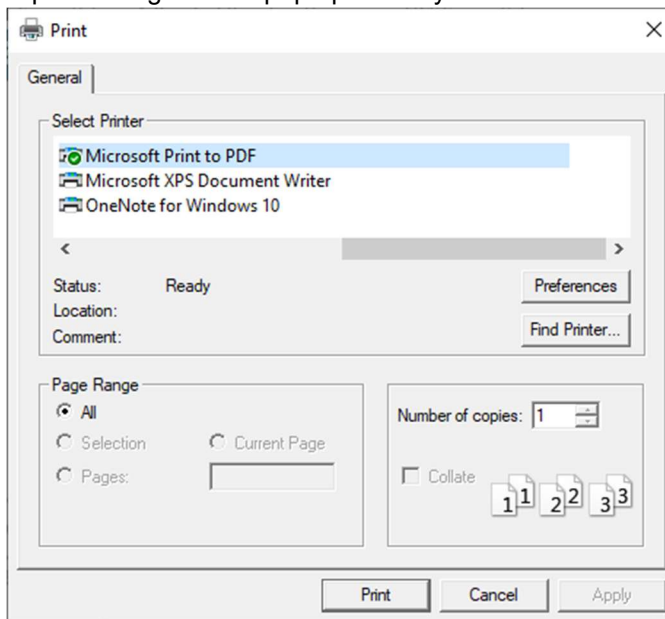 Print
General
Select Printer
Microsoft Print to PDF
Microsoft XPS Document Writer
OneNote for Windows 10
Status: Ready
Preferences
Location:
Comment:
Find Printer...
Page Range
All
Selection Current Page
Pages:
Number of copies: 1
Collate
1 1 2 2 3 3
Print Cancel Apply